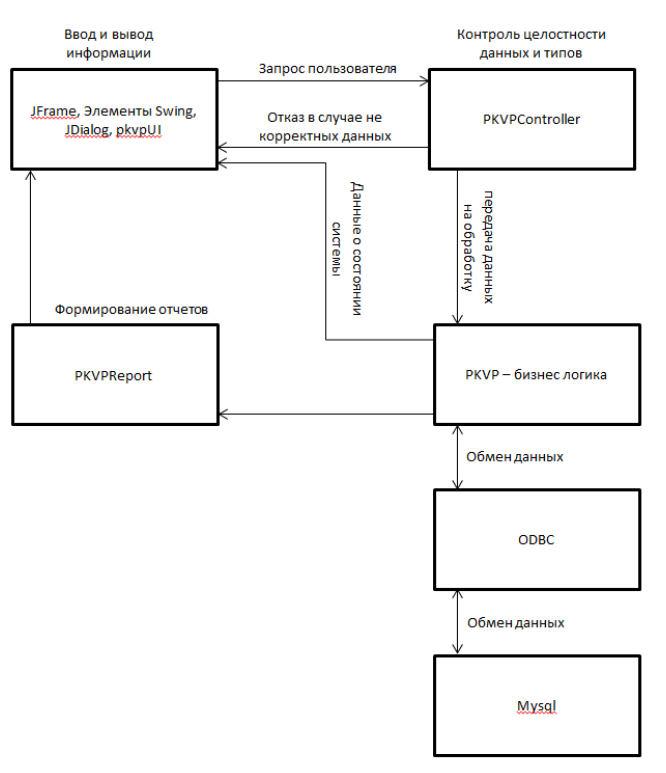 Ввод и вывод
информации
Контроль целостности
данных и типов
JFrame, Элементы Swing,
JDialog, pkvpUI
Запрос пользователя
PKVPController
Отказ в случае не
корректных данных
Данные о состоянии
системы
передача данных
на обработку
Формирование отчетов
PKVPReport
PKVP – бизнес логика
Обмен данных
ODBC
Обмен данных
Mysql